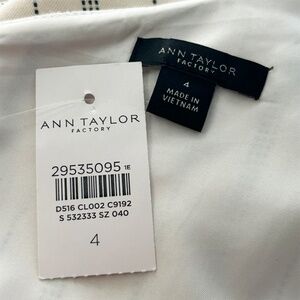 ANN TAYLOR
FACTORY
4
MADE IN
VIETNAM
ANN TAYLOR
FACTORY
29535095 1E
D516 CL002 C9192
S 532333 SZ 040
4